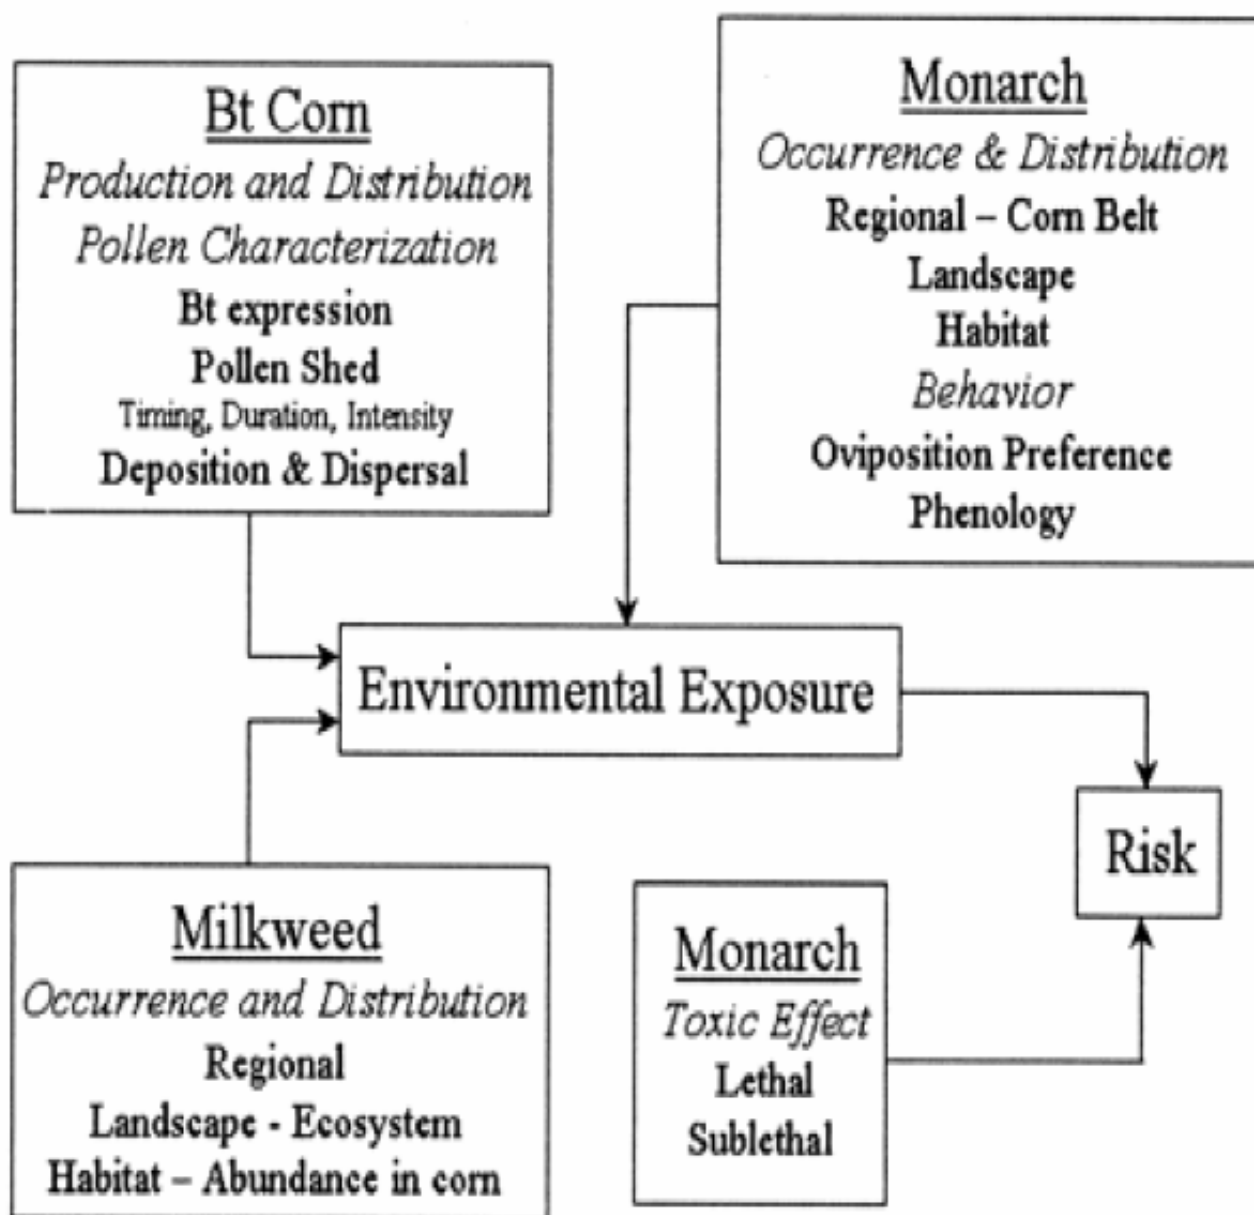 Bt Corn
Production and Distribution
Pollen Characterization
Bt expression
Pollen Shed
Timing, Duration, Intensity
Deposition & Dispersal
Monarch
Occurrence & Distribution
Regional – Corn Belt
Landscape
Habitat
Behavior
Oviposition Preference
Phenology
Environmental Exposure
Risk
Milkweed
Occurrence and Distribution
Regional
Landscape - Ecosystem
Habitat – Abundance in corn
Monarch
Toxic Effect
Lethal
Sublethal